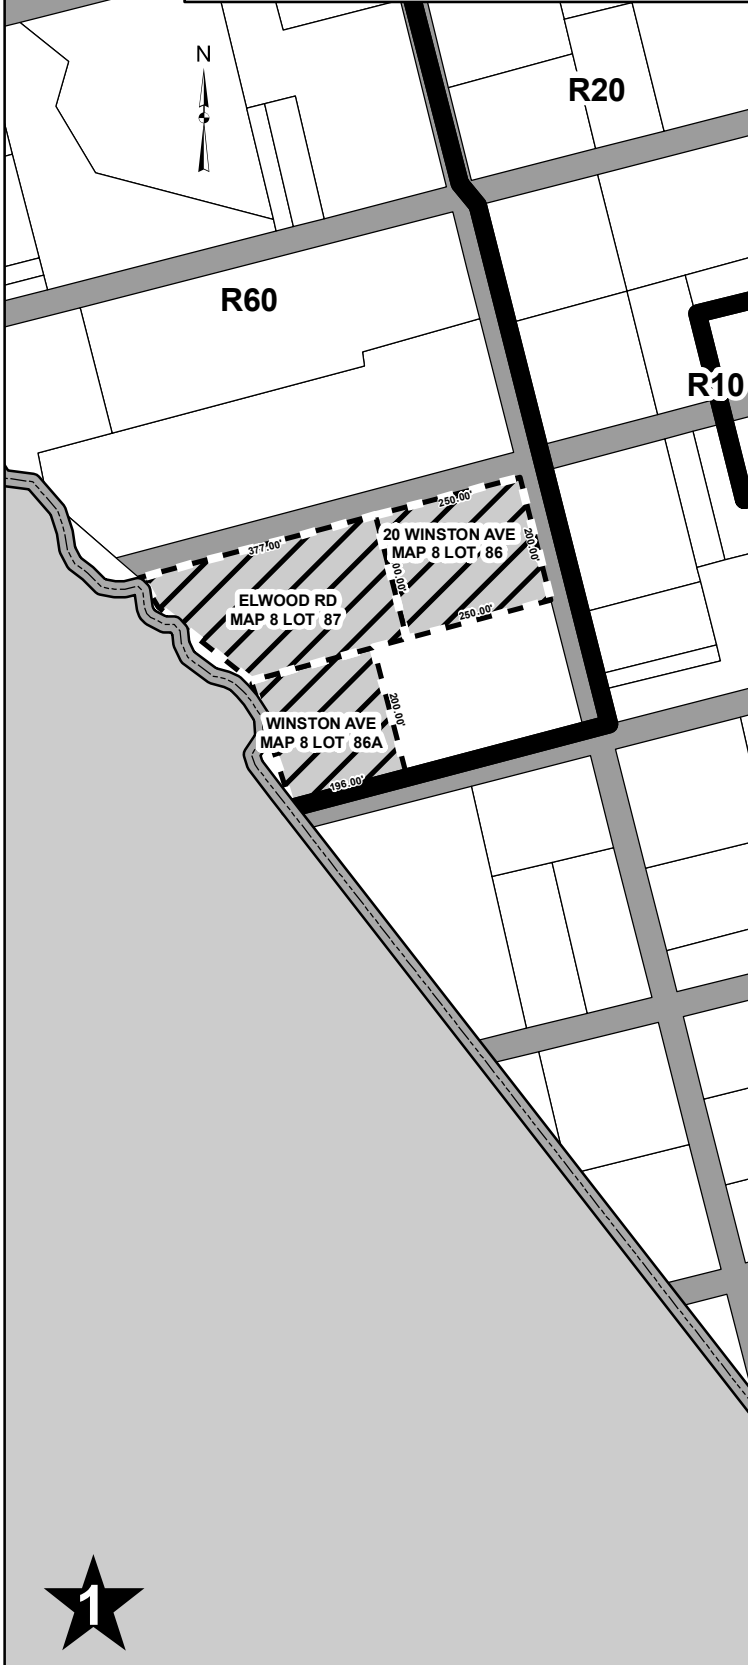 N
R20
R60
R10
250.00'
20 WINSTON AVE
MAP 8 LOT 86
200.00'
377.00'
ELWOOD RD
MAP 8 LOT 87
250.00'
200.00'
WINSTON AVE
MAP 8 LOT 86A
196.00'
1